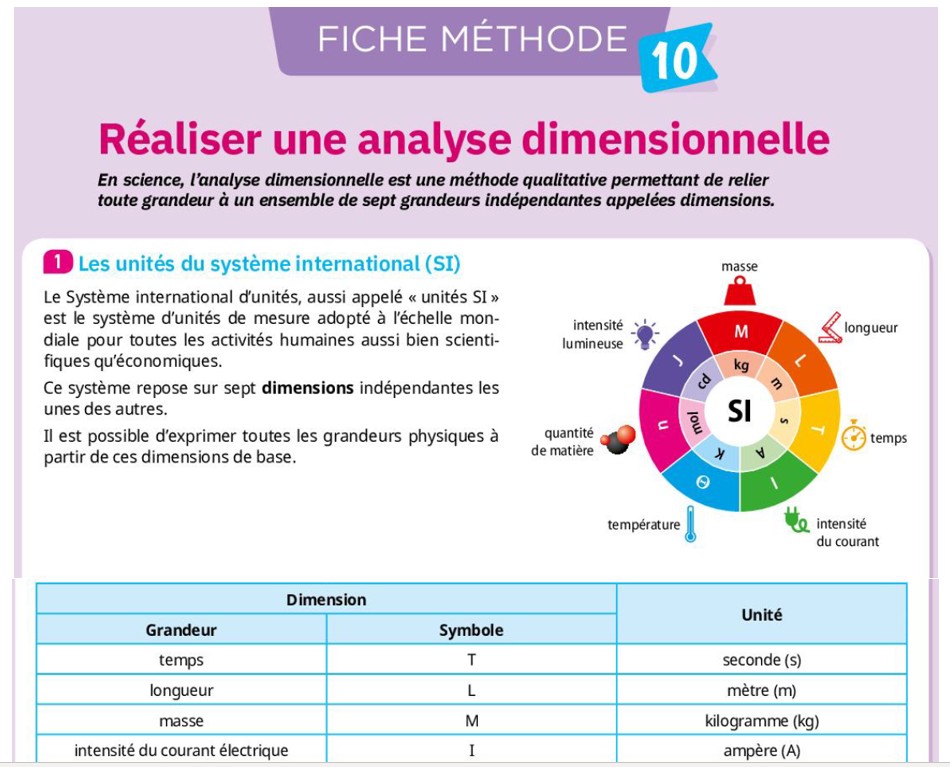 FICHE MÉTHODE
10
Réaliser une analyse dimensionnelle
En science, l'analyse dimensionnelle est une méthode qualitative permettant de relier
toute grandeur à un ensemble de sept grandeurs indépendantes appelées dimensions.
1 Les unités du système international (SI)
Le Système international d'unités, aussi appelé « unités SI »
est le système d'unités de mesure adopté à l'échelle mon-
diale pour toutes les activités humaines aussi bien scienti-
fiques qu'économiques.
Ce système repose sur sept dimensions indépendantes les
unes des autres.
Il est possible d'exprimer toutes les grandeurs physiques à
partir de ces dimensions de base.
masse
longueur
temps
intensité
du courant
température
quantité
de matière
intensité
lumineuse
M
L
T
I
Θ
n
J
kg
m
s
A
K
mol
cd
SI
Dimension
Unité
Grandeur Symbole
temps T seconde (s)
longueur L mètre (m)
masse M kilogramme (kg)
intensité du courant électrique I ampère (A)